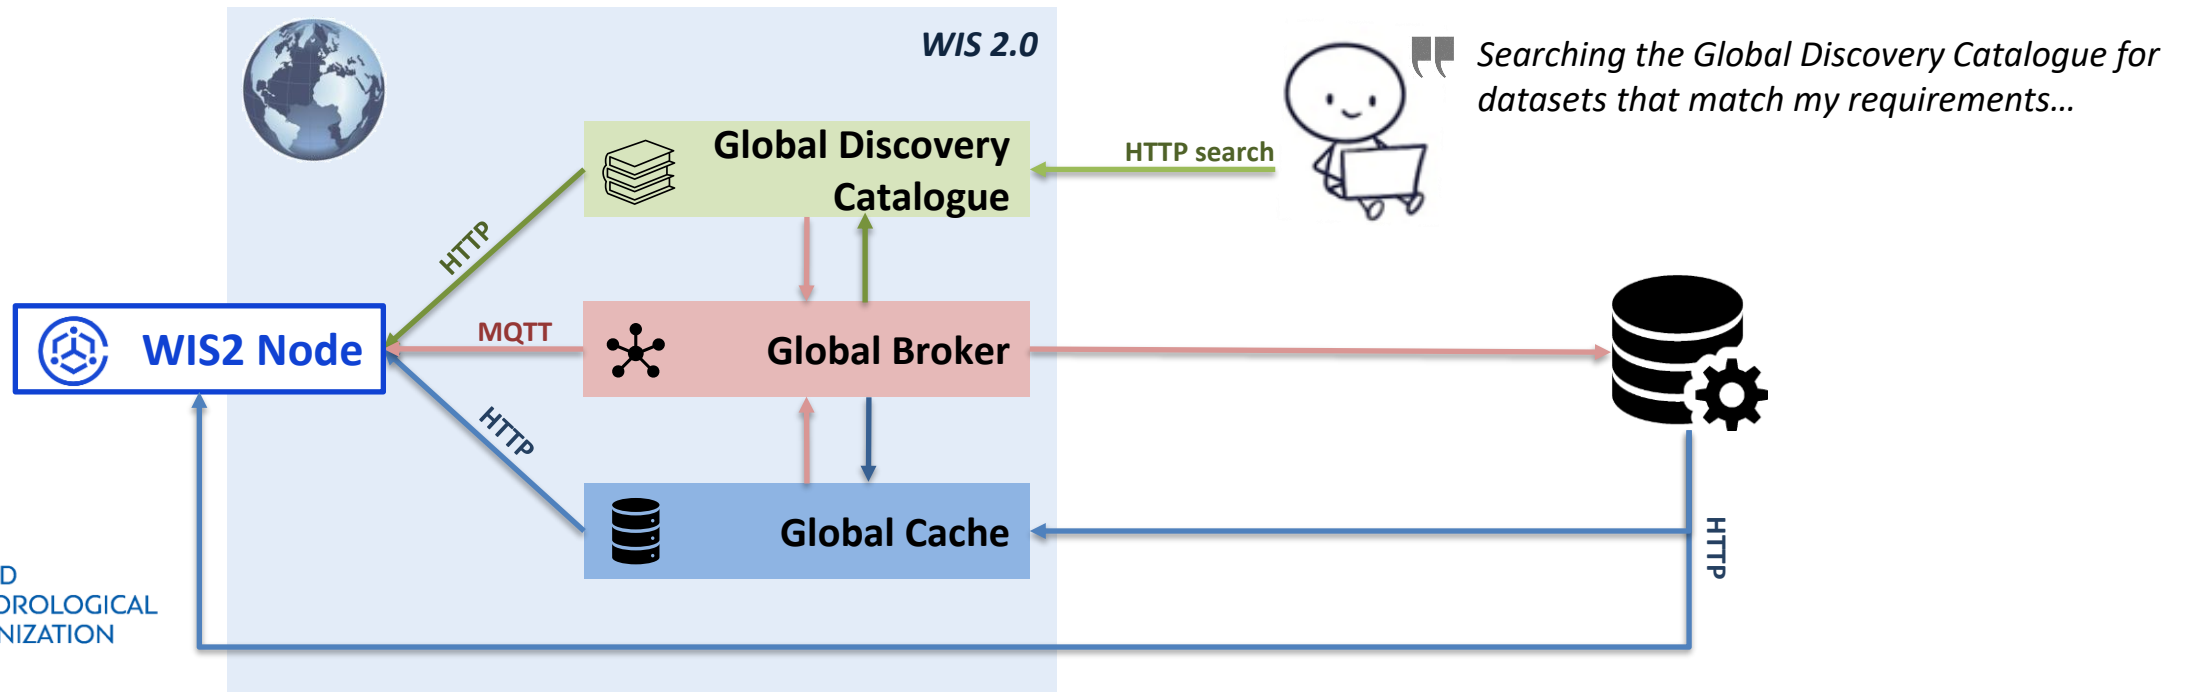 WIS 2.0
Searching the Global Discovery Catalogue for
datasets that match my requirements…
Global Discovery
Catalogue
HTTP search
HTTP
WIS2 Node
MQTT
Global Broker
HTTP
Global Cache
HTTP
D
OROLOGICAL
NIZATION